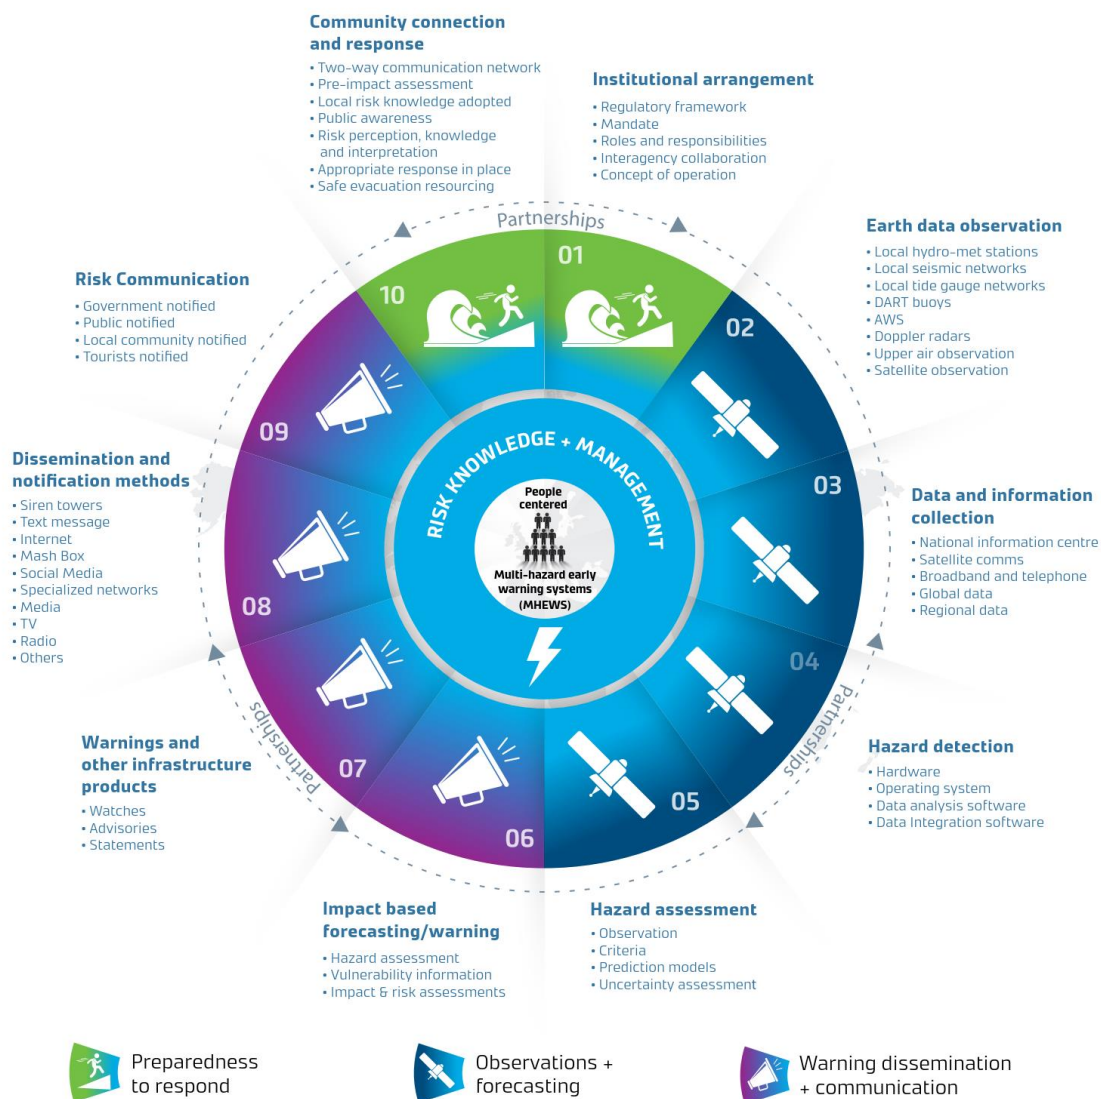 Community connection
and response
• Two-way communication network
• Pre-impact assessment
• Local risk knowledge adopted
• Public awareness
• Risk perception, knowledge
and interpretation
• Appropriate response in place
• Safe evacuation resourcing
Institutional arrangement
• Regulatory framework
• Mandate
• Roles and responsibilities
• Interagency collaboration
• Concept of operation
Earth data observation
• Local hydro-met stations
• Local seismic networks
• Local tide gauge networks
• DART buoys
• AWS
• Doppler radars
• Upper air observation
• Satellite observation
Data and information
collection
• National information centre
• Satellite comms
• Broadband and telephone
• Global data
• Regional data
Hazard detection
• Hardware
• Operating system
• Data analysis software
• Data Integration software
Hazard assessment
• Observation
• Criteria
• Prediction models
• Uncertainty assessment
Impact based
forecasting/warning
• Hazard assessment
• Vulnerability information
• Impact & risk assessments
Warnings and
other infrastructure
products
• Watches
• Advisories
• Statements
Dissemination and
notification methods
• Siren towers
• Text message
• Internet
• Mash Box
• Social Media
• Specialized networks
• Media
• TV
• Radio
• Others
Risk Communication
• Government notified
• Public notified
• Local community notified
• Tourists notified
Partnerships
Partnerships
Partnerships
01
02
03
04
05
06
07
08
09
10
RISK KNOWLEDGE + MANAGEMENT
People
centered
Multi-hazard early
warning systems
(MHEWS)
Preparedness
to respond
Observations +
forecasting
Warning dissemination
+ communication